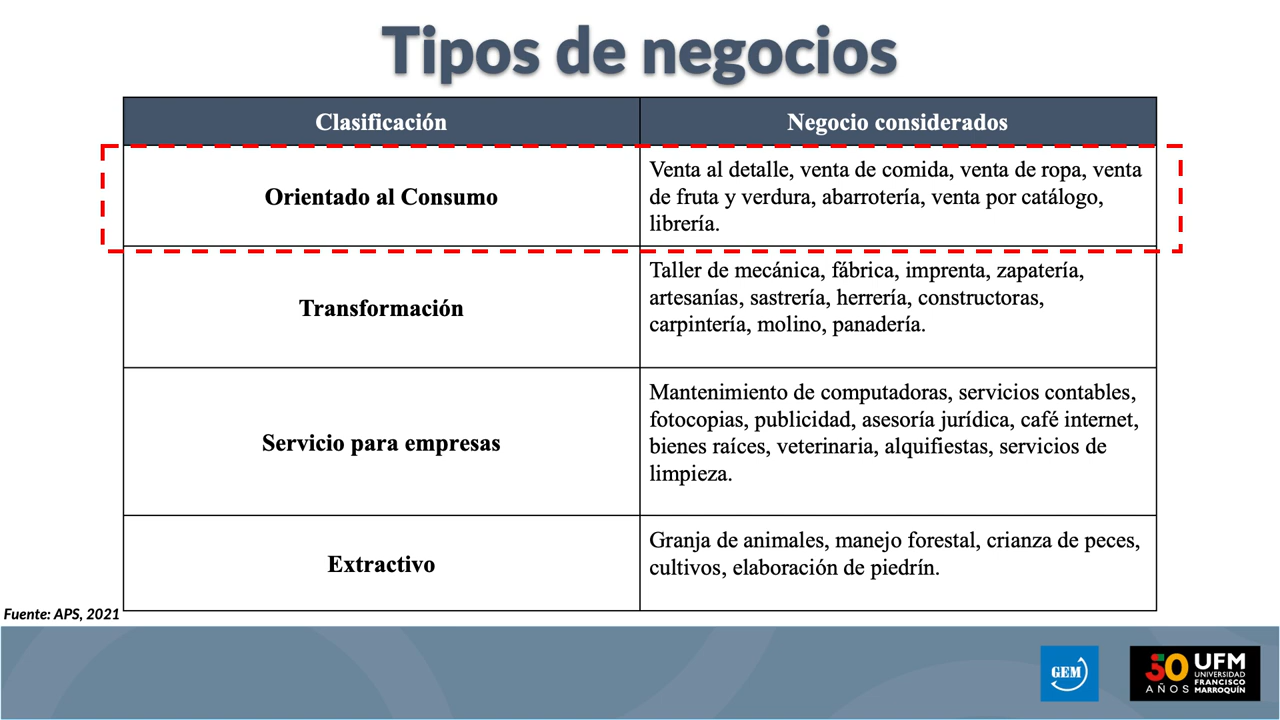 Tipos de negocios
Clasificación
Negocio considerados
Orientado al Consumo
Venta al detalle, venta de comida, venta de ropa, venta
de fruta y verdura, abarrotería, venta por catálogo,
librería.
Transformación
Taller de mecánica, fábrica, imprenta, zapatería,
artesanías, sastrería, herrería, constructoras,
carpintería, molino, panadería.
Servicio para empresas
Mantenimiento de computadoras, servicios contables,
fotocopias, publicidad, asesoría jurídica, café internet,
bienes raíces, veterinaria, alquifiestas, servicios de
limpieza.
Extractivo
Granja de animales, manejo forestal, crianza de peces,
cultivos, elaboración de piedrín.
Fuente: APS, 2021
GEM
50
AÑOS
UFM
UNIVERSIDAD
FRANCISCO
MARROQUÍN